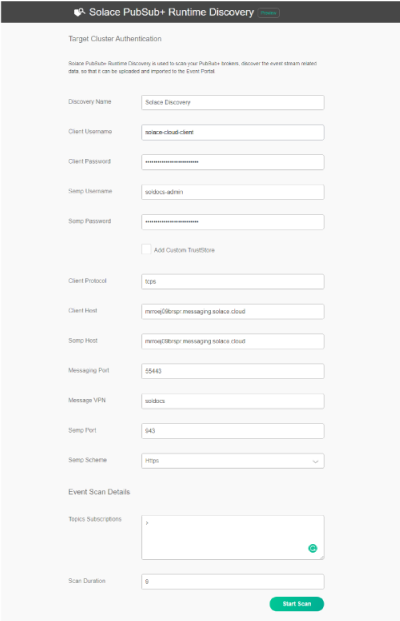 Solace PubSub+ Runtime Discovery
Target Cluster Authentication
Solace PubSub+ Runtime Discovery is used to scan your PubSub+ brokers, discover the event stream related
data, so that it can be uploaded and imported to the Event Portal
Discovery Name Solace Discovery
Client Username solace-cloud-client
Client Password ••••••••••••••••••••••••••
Semp Username soldocs-admin
Semp Password ••••••••••••••••••••••••••
Add Custom TrustStore
Client Protocol tcps
Client Host messaging.solace.cloud
Semp Host messaging.solace.cloud
Messaging Port 55443
Message VPN soldocs
Semp Port 943
Semp Scheme Https
Event Scan Details
Topics Subscriptions >
Scan Duration
Start Scan